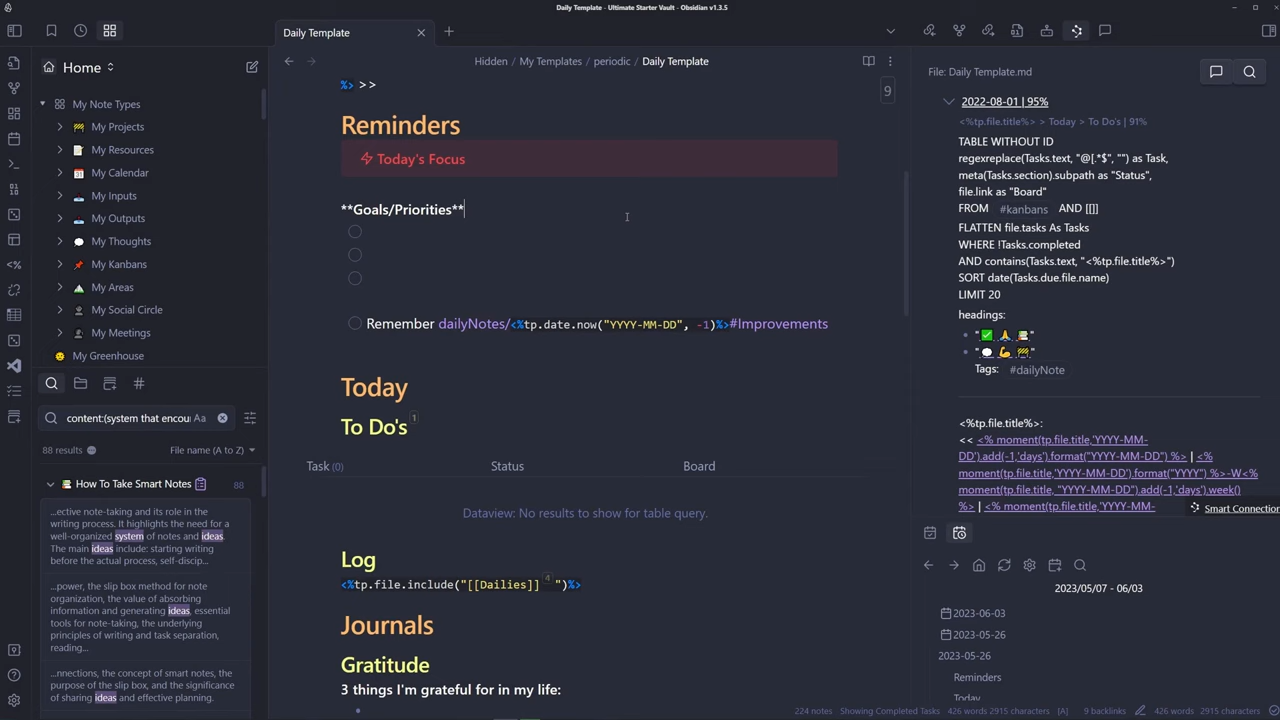 Daily Template - Ultimate Starter Vault - Obsidian v1.3.5
Daily Template
Home
My Note Types
My Projects
My Resources
My Calendar
My Inputs
My Outputs
My Thoughts
My Kanbans
My Areas
My Social Circle
My Meetings
My Greenhouse
content:(system that encou Aa
88 results
File name (A to Z)
How To Take Smart Notes 88
...ective note-taking and its role in the
writing process. It highlights the need for a
well-organized system of notes and ideas.
The main ideas include: starting writing
before the actual process, self-discip...
...power, the slip box method for note
organization, the value of absorbing
information and generating ideas, essential
tools for note-taking, the underlying
principles of writing and task separation,
reading...
...nnections, the concept of smart notes, the
purpose of the slip box, and the significance
of sharing ideas and effective planning.
Hidden / My Templates / periodic / Daily Template
%> > >
9
Reminders
Today's Focus
**Goals/Priorities**
Remember dailyNotes/<%tp.date.now("YYYY-MM-DD", -1)%>#Improvements
Today
To Do's 1
Task (0) Status Board
Dataview: No results to show for table query.
Log
<%tp.file.include("[[Dailies]] 4 ")%>
Journals
Gratitude
3 things I'm grateful for in my life:
File: Daily Template.md
2022-08-01 | 95%
<%tp.file.title%> > Today > To Do's | 91%
TABLE WITHOUT ID
regexreplace(Tasks.text, "@[.*$", "") as Task,
meta(Tasks.section).subpath as "Status",
file.link as "Board"
FROM #kanbans AND [[]]
FLATTEN file.tasks As Tasks
WHERE !Tasks.completed
AND contains(Tasks.text, "<%tp.file.title%>")
SORT date(Tasks.due.file.name)
LIMIT 20
headings:
"✅ 🙏 📚"
"💬 💪 🚧"
Tags: #dailyNote
<%tp.file.title%>:
<< <% moment(tp.file.title,'YYYY-MM-
DD').add(-1,'days').format("YYYY-MM-DD") %> | <%
moment(tp.file.title,'YYYY-MM-DD').format("YYYY") %>-W<%
moment(tp.file.title, "YYYY-MM-DD").add(-1,'days').week()
%> | <% moment(tp.file.title,'YYYY-MM-
Smart Connection
2023/05/07 - 06/03
2023-06-03
2023-05-26
2023-05-26
Reminders
Today
224 notes Showing Completed Tasks 426 words 2915 characters [A] 9 backlinks 426 words 2915 characters